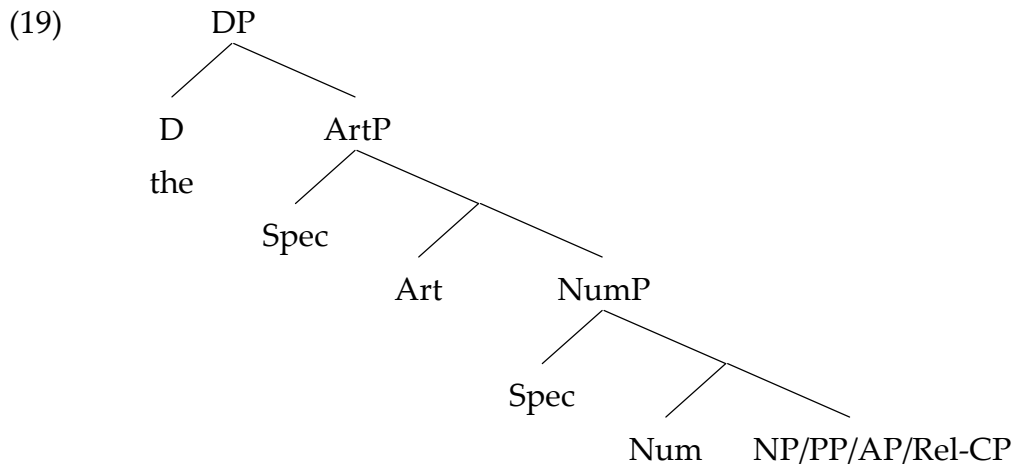 (19) DP
D ArtP
the
Spec
Art NumP
Spec
Num NP/PP/AP/Rel-CP